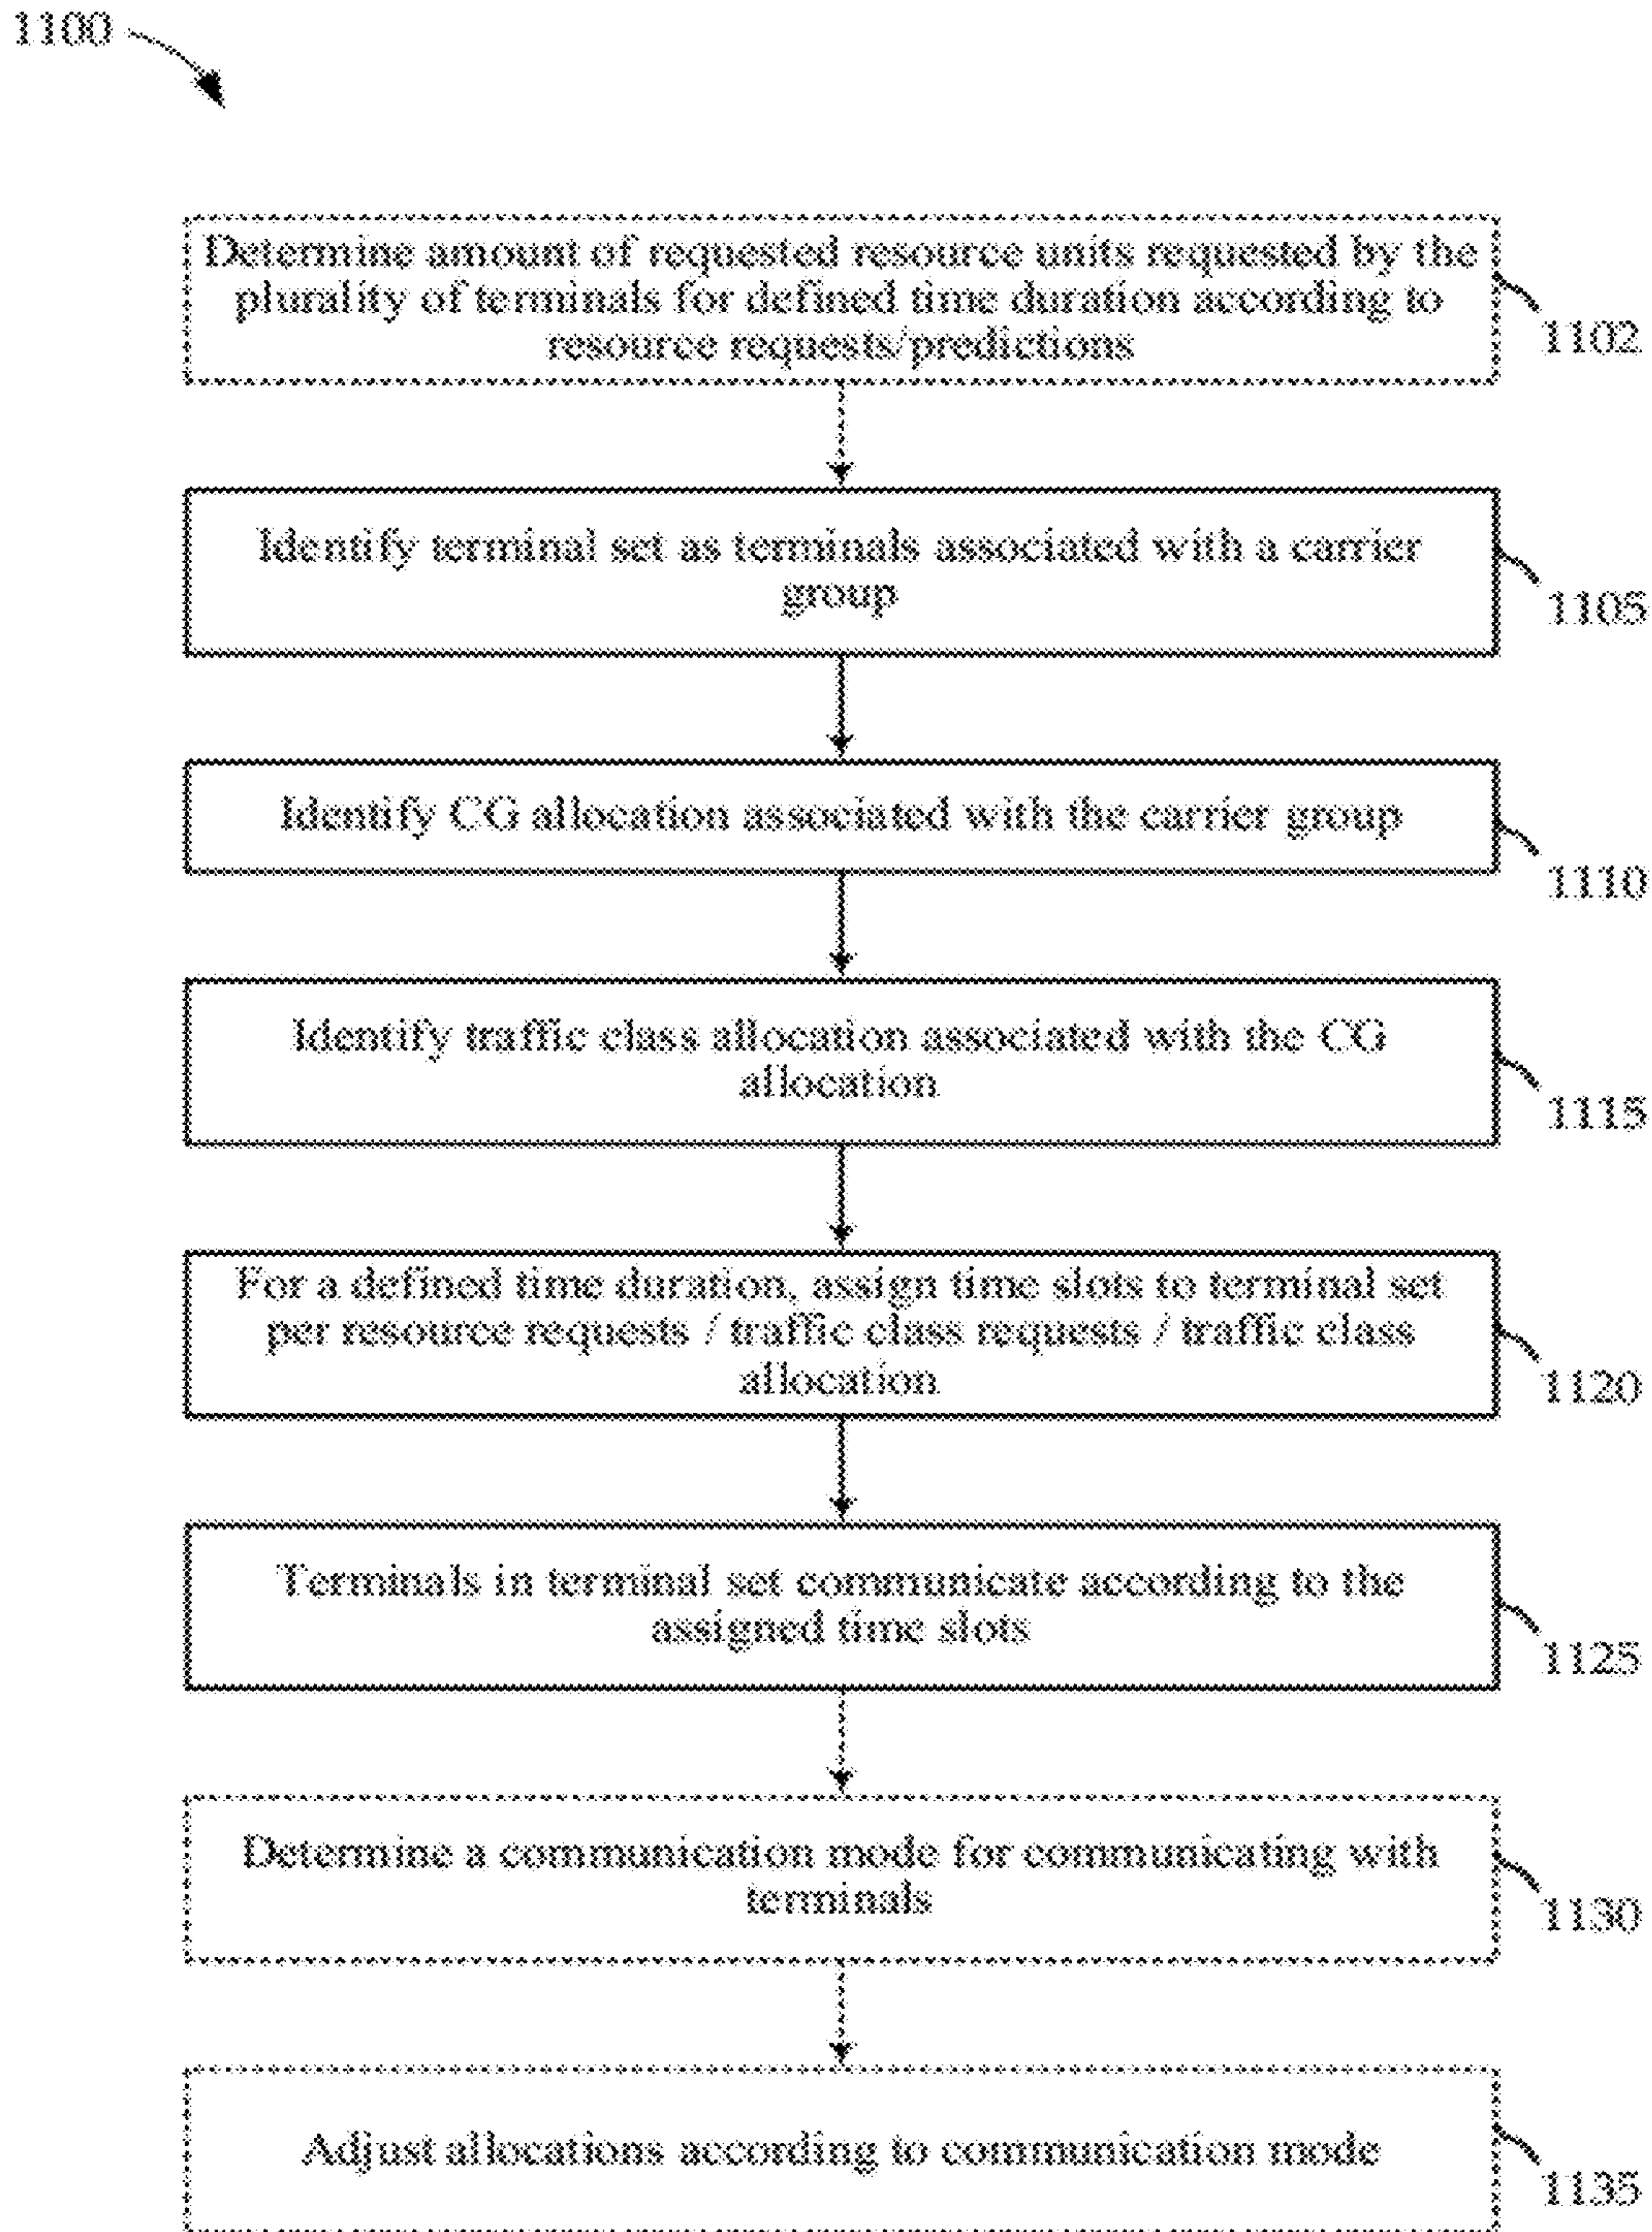 1100
Determine amount of requested resource units requested by the
plurality of terminals for defined time duration according to
resource requests/predictions
1102
Identify terminal set as terminals associated with a carrier
group
1105
Identify CG allocation associated with the carrier group
1110
Identify traffic class allocation associated with the CG
allocation
1115
For a defined time duration, assign time slots to terminal set
per resource requests / traffic class requests / traffic class
allocation
1120
Terminals in terminal set communicate according to the
assigned time slots
1125
Determine a communication mode for communicating with
terminals
1130
Adjust allocations according to communication mode
1135